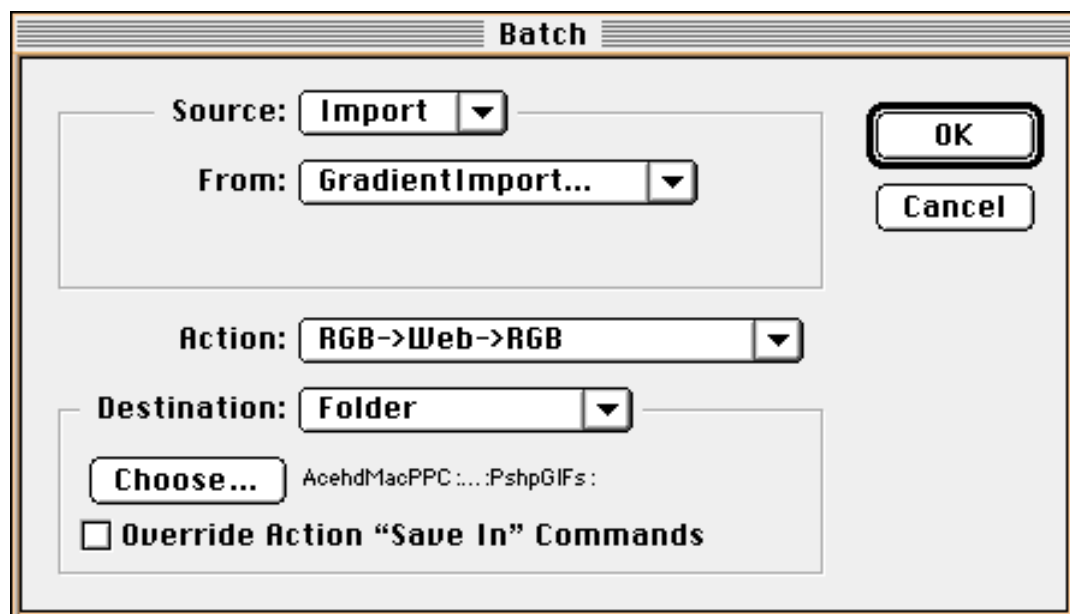 Batch
Source: Import
OK
From: GradientImport...
Cancel
Action: RGB->Web->RGB
Destination: Folder
Choose... AcehdMacPPC:...:PshpGIFs:
Override Action “Save In” Commands